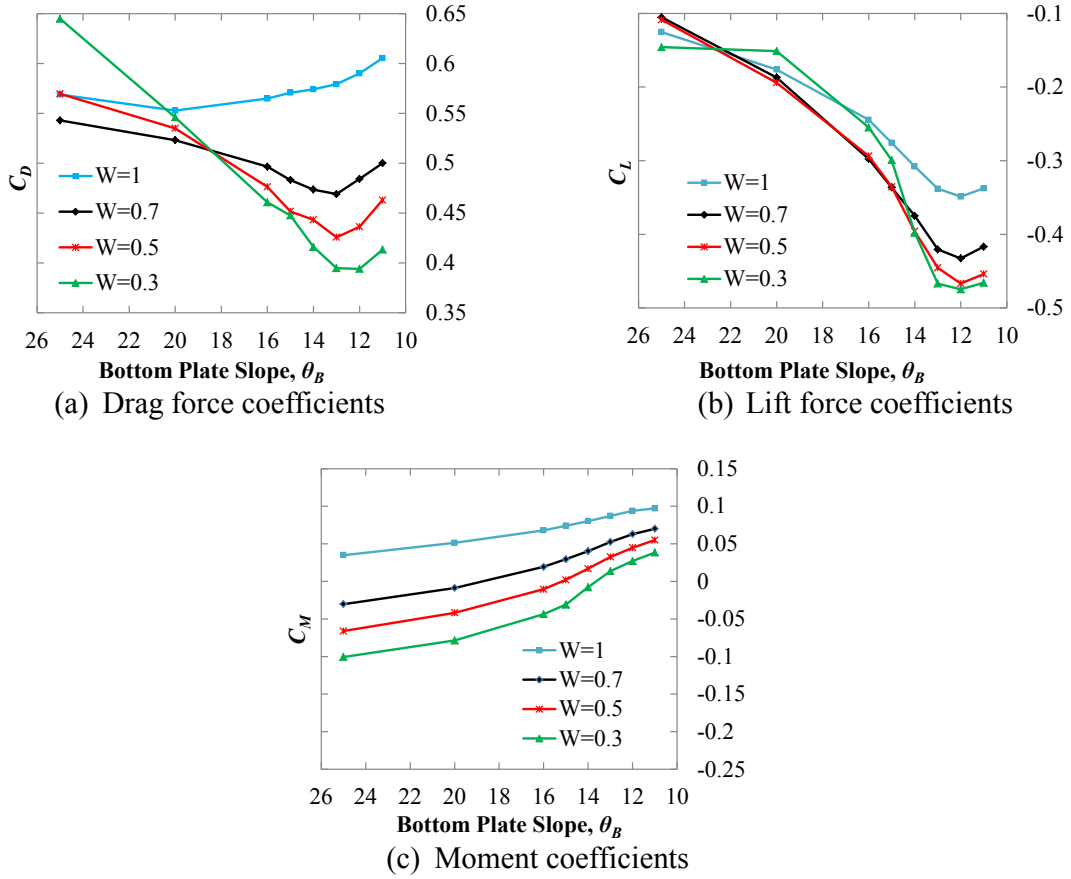 0.65
0.6
0.55
0.5
0.45
0.4
0.35
C_D
W=1
W=0.7
W=0.5
W=0.3
26 24 22 20 18 16 14 12 10
Bottom Plate Slope, θ_B
(a) Drag force coefficients
-0.1
-0.2
-0.3
-0.4
-0.5
C_L
W=1
W=0.7
W=0.5
W=0.3
26 24 22 20 18 16 14 12 10
Bottom Plate Slope, θ_B
(b) Lift force coefficients
0.15
0.1
0.05
0
-0.05
-0.1
-0.15
-0.2
-0.25
C_M
W=1
W=0.7
W=0.5
W=0.3
26 24 22 20 18 16 14 12 10
Bottom Plate Slope, θ_B
(c) Moment coefficients